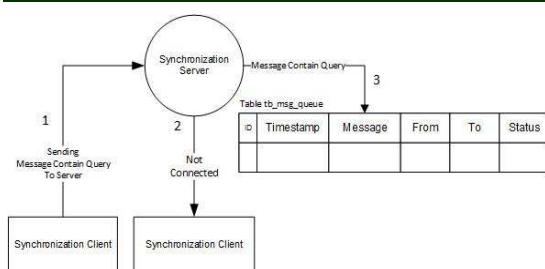 Synchronization
Server
Message Contain Query
3
1
2
Table tb_msg_queue
ID Timestamp Message From To Status
Sending
Message Contain Query
To Server
Not
Connected
Synchronization Client
Synchronization Client